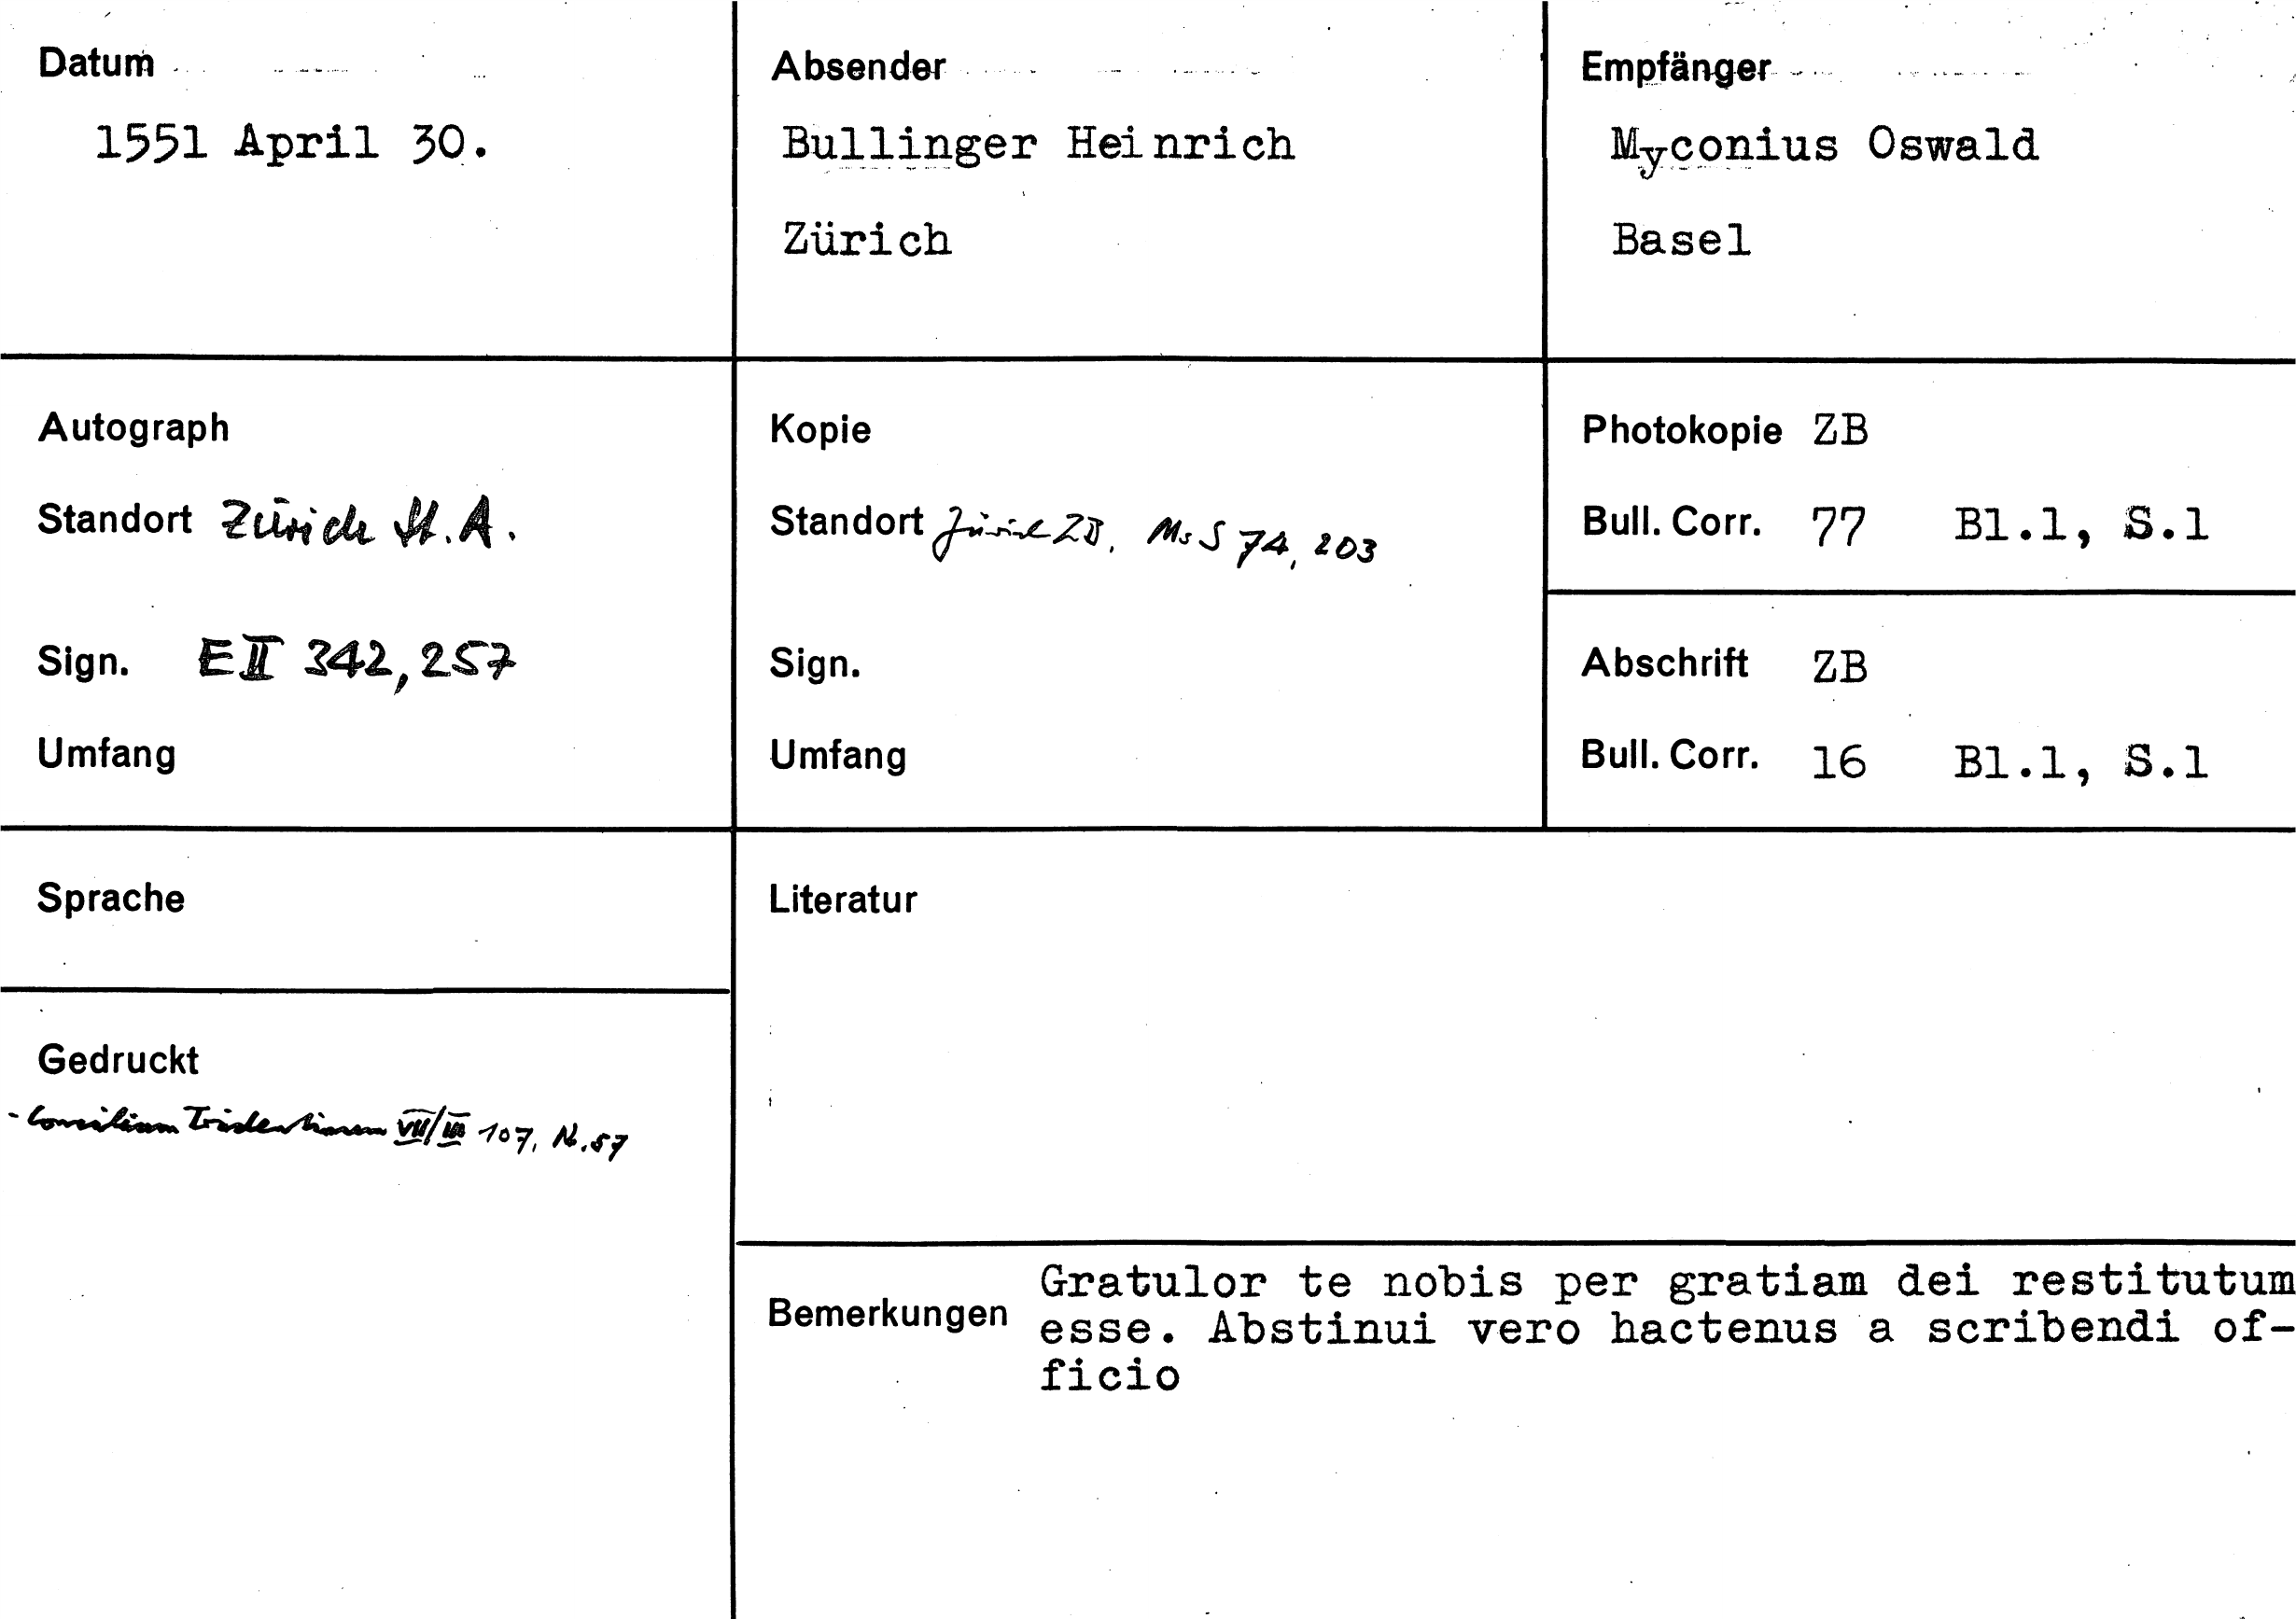 Datum
1551 April 30.
Absender
Bullinger Heinrich
Zürich
Empfänger
Myconius Oswald
Basel
Autograph
Standort Zürich St.A.
Sign. E II 342, 257
Umfang
Kopie
Standort Zürich ZB, Ms S 74, 203
Sign.
Umfang
Photokopie ZB
Bull. Corr. 77 Bl.1, S.1
Abschrift ZB
Bull. Corr. 16 Bl.1, S.1
Sprache
Gedruckt
- Concilium Tridentinum VII/III 107, Nr. 57
Literatur
Bemerkungen
Gratulor te nobis per gratiam dei restitutum
esse. Abstinui vero hactenus a scribendi of-
ficio